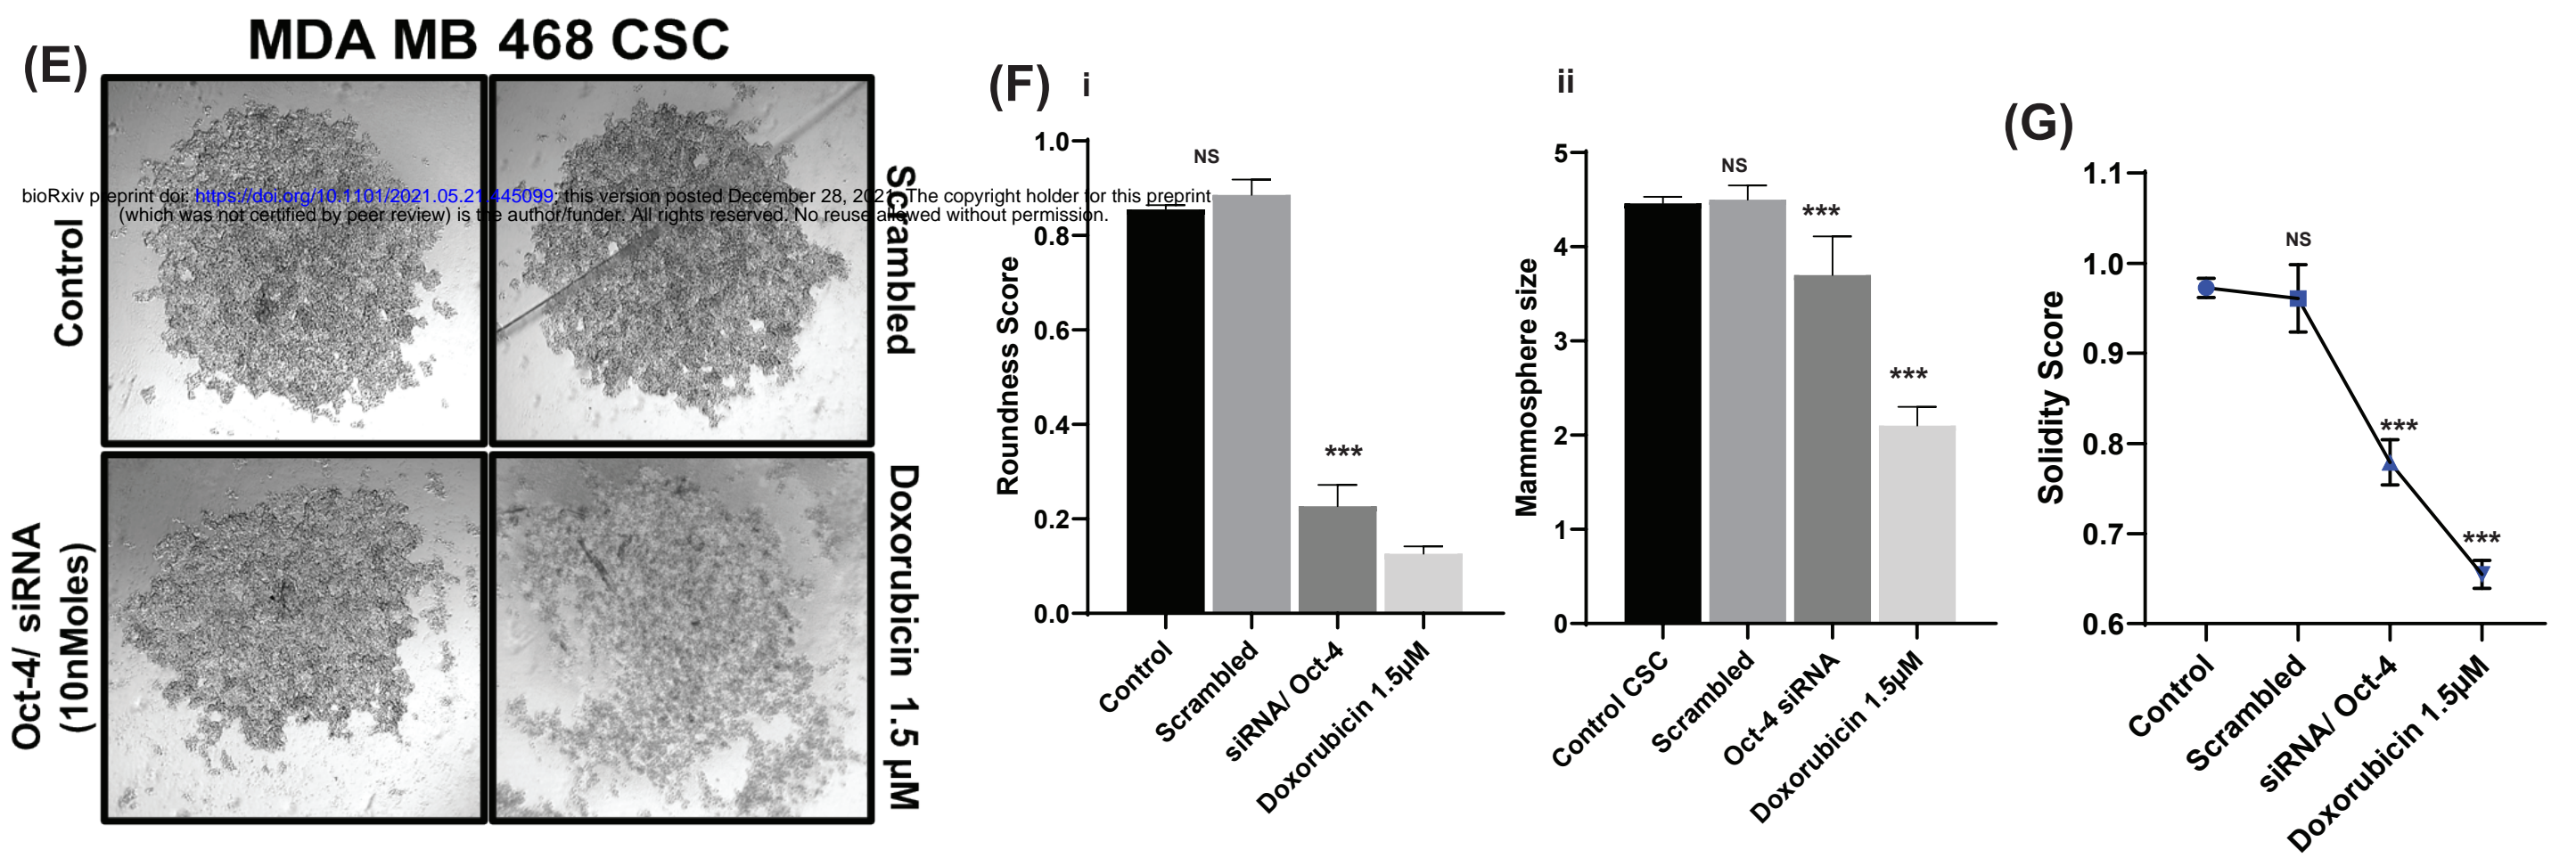 MDA MB 468 CSC
(E)
Control
Scrambled
Oct-4/ siRNA
(10nMoles)
Doxorubicin 1.5 µM
bioRxiv preprint doi: https://doi.org/10.1101/2021.05.21.445099; this version posted December 28, 2021. The copyright holder for this preprint
(which was not certified by peer review) is the author/funder. All rights reserved. No reuse allowed without permission.
(F)
i
Roundness Score
1.0
0.8
0.6
0.4
0.2
0.0
NS
***
Control
Scrambled
siRNA/ Oct-4
Doxorubicin 1.5µM
ii
Mammosphere size
5
4
3
2
1
0
NS
***
***
Control CSC
Scrambled
Oct-4 siRNA
Doxorubicin 1.5µM
(G)
Solidity Score
1.1
1.0
0.9
0.8
0.7
0.6
NS
***
***
Control
Scrambled
siRNA/ Oct-4
Doxorubicin 1.5µM